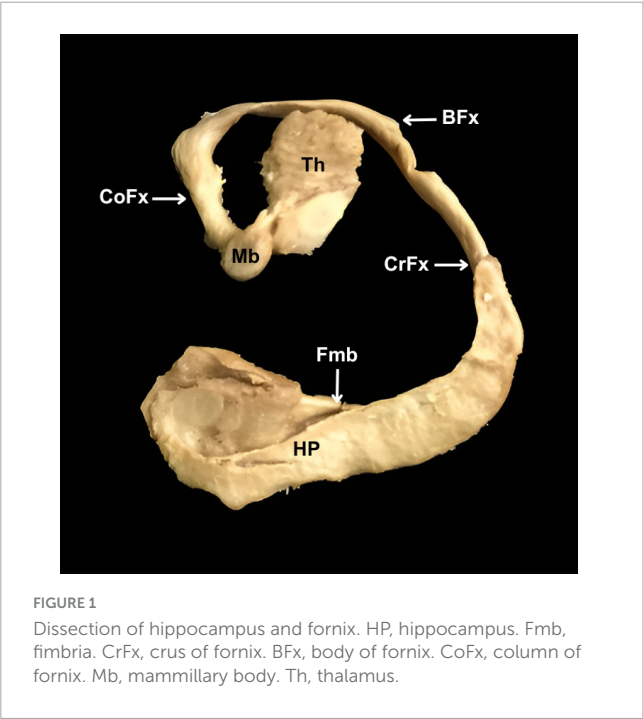 BFx
Th
CoFx
Mb
CrFx
Fmb
HP
FIGURE 1
Dissection of hippocampus and fornix. HP, hippocampus. Fmb,
fimbria. CrFx, crus of fornix. BFx, body of fornix. CoFx, column of
fornix. Mb, mammillary body. Th, thalamus.